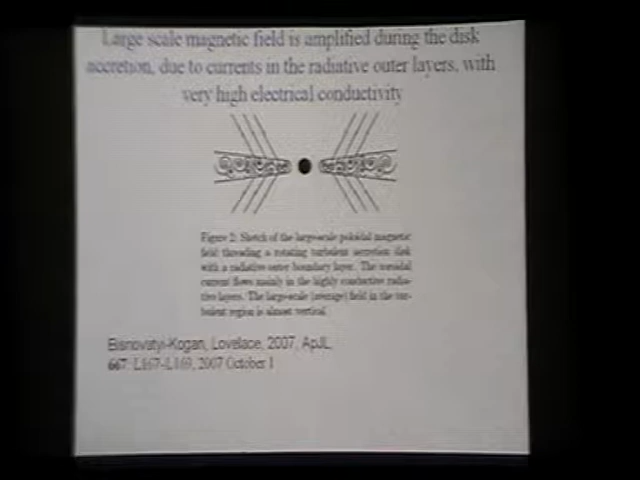 Large scale magnetic field is amplified during the disk
accretion, due to currents in the radiative outer layers, with
very high electrical conductivity
Figure 2: Sketch of the large-scale poloidal magnetic
field threading a rotating turbulent accretion disk
with a radiative outer boundary layer. The toroidal
current flows mainly in the highly conductive radia-
tive layers. The large-scale (average) field in the tur-
bulent region is almost vertical.
Bisnovatyi-Kogan, Lovelace, 2007, ApJL,
667: L167–L169, 2007 October 1